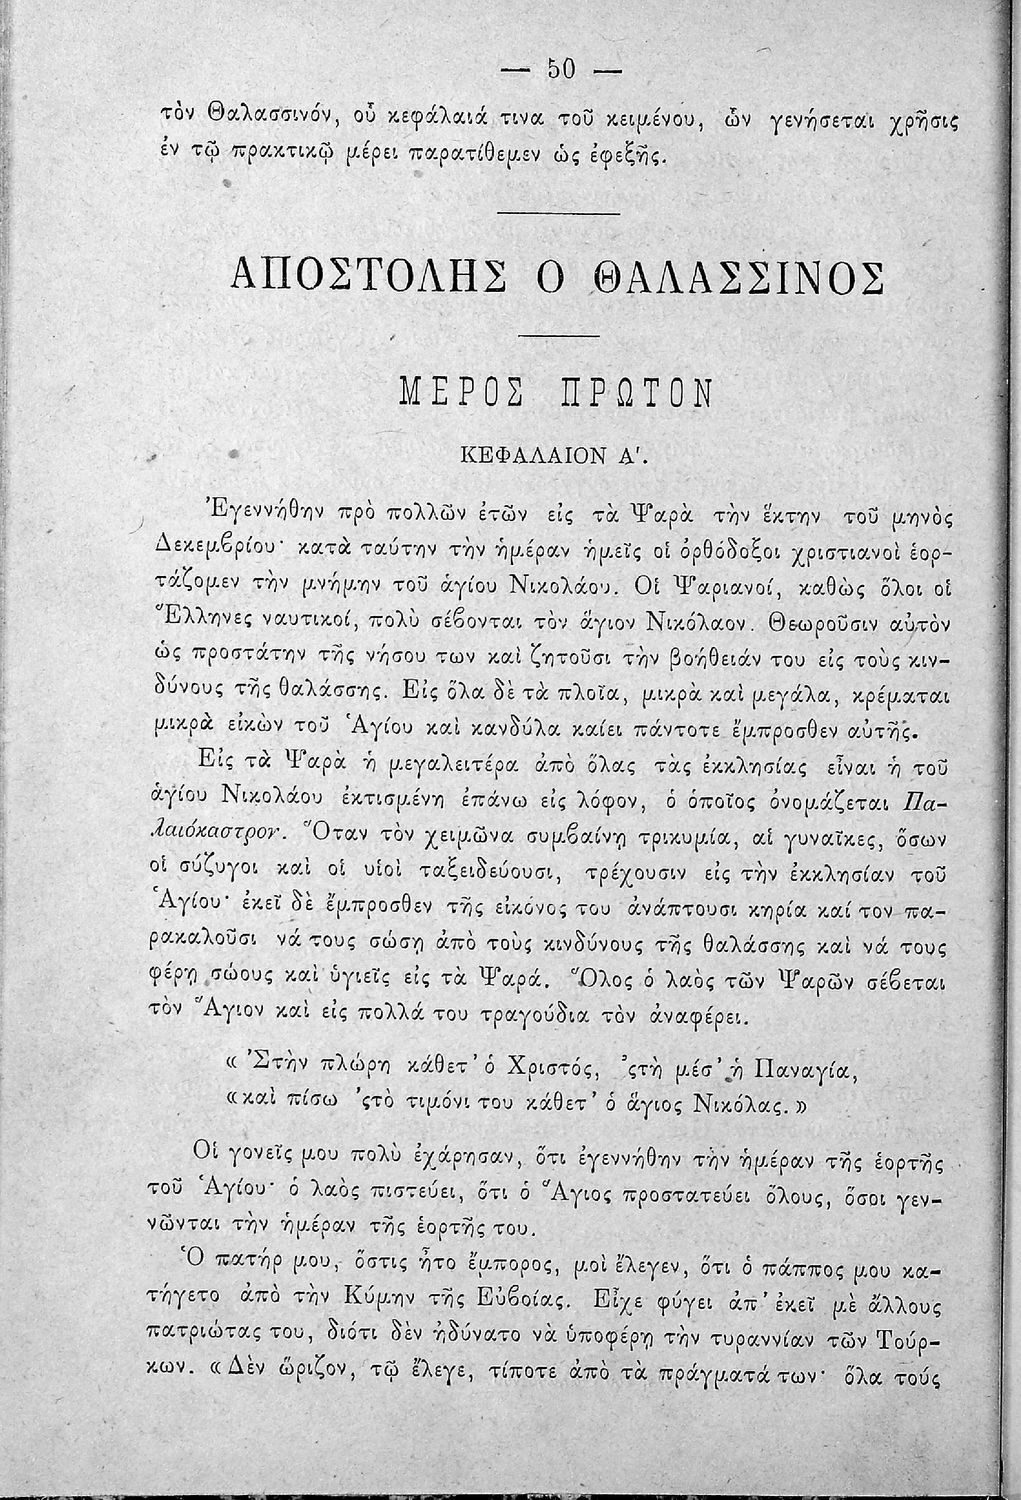 — 50 —
τὸν Θαλασσινόν, οὗ κεφάλαιά τινα τοῦ κειμένου, ὧν γενήσεται χρῆσις
ἐν τῷ πρακτικῷ μέρει παρατίθεμεν ὡς ἐφεξῆς.
ΑΠΟΣΤΟΛΗΣ Ο ΘΑΛΑΣΣΙΝΟΣ
ΜΕΡΟΣ ΠΡΩΤΟΝ
ΚΕΦΑΛΑΙΟΝ Α'.
Ἐγεννήθην πρὸ πολλῶν ἐτῶν εἰς τὰ Ψαρὰ τὴν ἕκτην τοῦ μηνὸς
Δεκεμβρίου· κατὰ ταύτην τὴν ἡμέραν ἡμεῖς οἱ ὀρθόδοξοι χριστιανοὶ ἑορ-
τάζομεν τὴν μνήμην τοῦ ἁγίου Νικολάου. Οἱ Ψαριανοί, καθὼς ὅλοι οἱ
Ἕλληνες ναυτικοί, πολὺ σέβονται τὸν ἅγιον Νικόλαον. Θεωροῦσιν αὐτὸν
ὡς προστάτην τῆς νήσου των καὶ ζητοῦσι τὴν βοήθειάν του εἰς τοὺς κιν-
δύνους τῆς θαλάσσης. Εἰς ὅλα δὲ τὰ πλοῖα, μικρὰ καὶ μεγάλα, κρέμαται
μικρὰ εἰκὼν τοῦ Ἁγίου καὶ κανδύλα καίει πάντοτε ἔμπροσθεν αὐτῆς.
Εἰς τὰ Ψαρὰ ἡ μεγαλειτέρα ἀπὸ ὅλας τὰς ἐκκλησίας εἶναι ἡ τοῦ
ἁγίου Νικολάου ἐκτισμένη ἐπάνω εἰς λόφον, ὁ ὁποῖος ὀνομάζεται Πα-
λαιόκαστρον. Ὅταν τὸν χειμῶνα συμβαίνῃ τρικυμία, αἱ γυναῖκες, ὅσων
οἱ σύζυγοι καὶ οἱ υἱοὶ ταξειδεύουσι, τρέχουσιν εἰς τὴν ἐκκλησίαν τοῦ
Ἁγίου· ἐκεῖ δὲ ἔμπροσθεν τῆς εἰκόνος του ἀνάπτουσι κηρία καί τον πα-
ρακαλοῦσι νά τους σώσῃ ἀπὸ τοὺς κινδύνους τῆς θαλάσσης καὶ νά τους
φέρῃ σώους καὶ ὑγιεῖς εἰς τὰ Ψαρά. Ὅλος ὁ λαὸς τῶν Ψαρῶν σέβεται
τὸν Ἅγιον καὶ εἰς πολλά του τραγούδια τὸν ἀναφέρει.
« Ἐτὴν πλώρη κάθετ' ὁ Χριστός, 'ςτὴ μέσ' ἡ Παναγία,
«καὶ πίσω 'ςτὸ τιμόνι του κάθετ' ὁ ἅγιος Νικόλας.»
Οἱ γονεῖς μου πολὺ ἐχάρησαν, ὅτι ἐγεννήθην τὴν ἡμέραν τῆς ἑορτῆς
τοῦ Ἁγίου· ὁ λαὸς πιστεύει, ὅτι ὁ Ἅγιος προστατεύει ὅλους, ὅσοι γεν-
νῶνται τὴν ἡμέραν τῆς ἑορτῆς του.
Ὁ πατήρ μου, ὅστις ἦτο ἔμπορος, μοὶ ἔλεγεν, ὅτι ὁ πάππος μου κα-
τήγετο ἀπὸ τὴν Κύμην τῆς Εὐβοίας. Εἶχε φύγει ἀπ' ἐκεῖ μὲ ἄλλους
πατριώτας του, διότι δὲν ἠδύνατο νὰ ὑποφέρῃ τὴν τυραννίαν τῶν Τούρ-
κων. «Δὲν ὥριζον, τῷ ἔλεγε, τίποτε ἀπὸ τὰ πράγματά των· ὅλα τούς